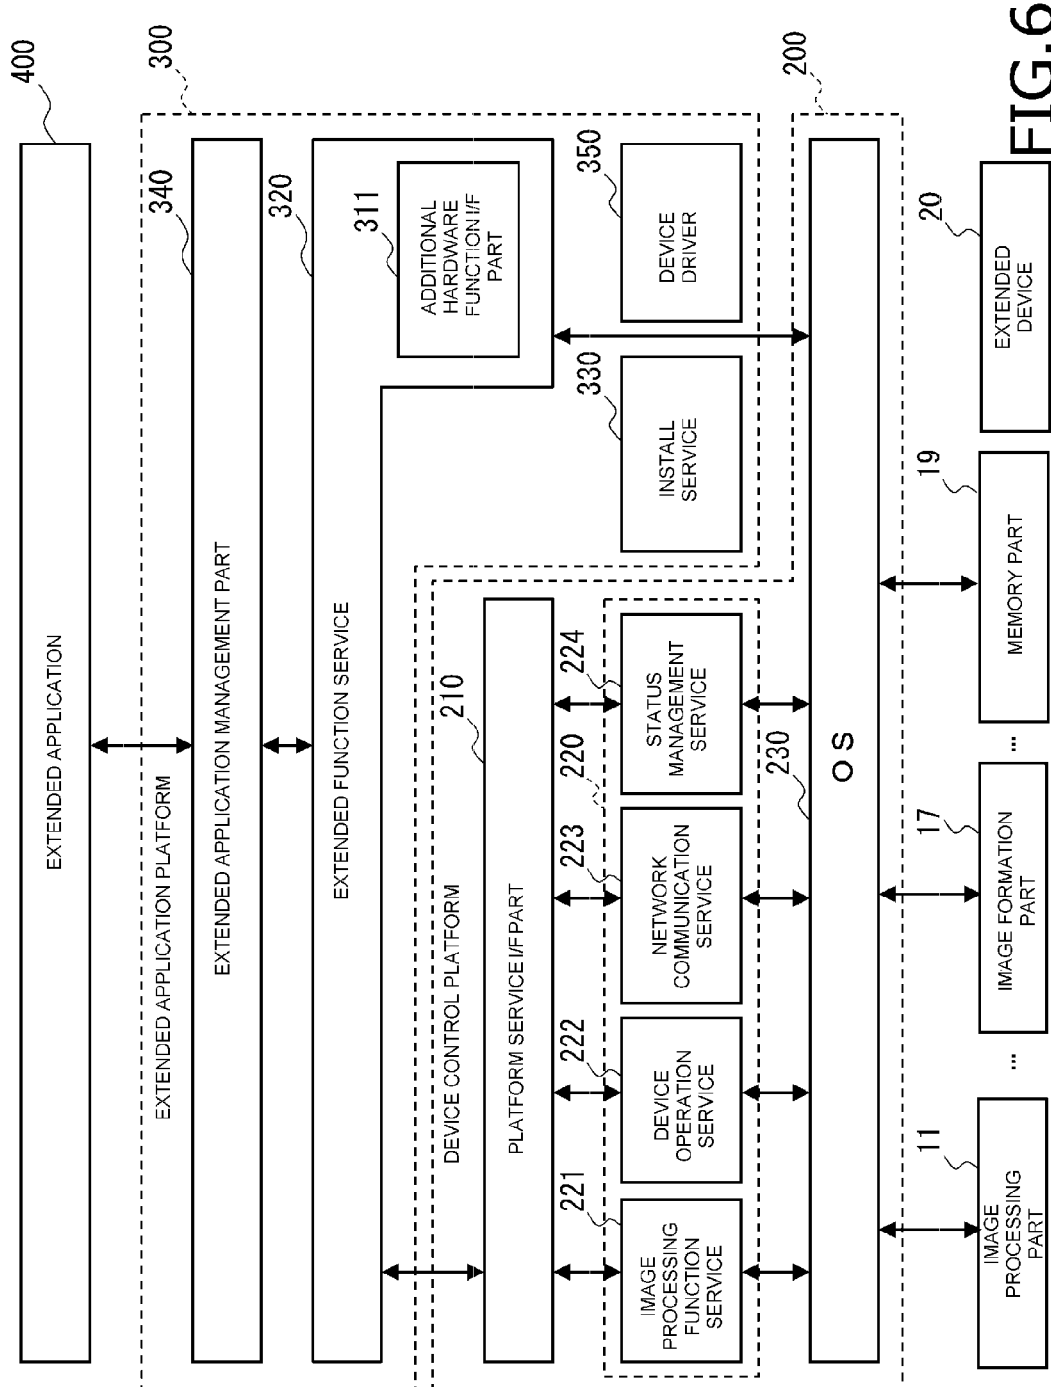 400
EXTENDED APPLICATION
300
EXTENDED APPLICATION PLATFORM
340
EXTENDED APPLICATION MANAGEMENT PART
320
EXTENDED FUNCTION SERVICE
311
ADDITIONAL
HARDWARE
FUNCTION I/F
PART
DEVICE CONTROL PLATFORM
210
PLATFORM SERVICE I/F PART
220
221
IMAGE
PROCESSING
FUNCTION
SERVICE
222
DEVICE
OPERATION
SERVICE
223
NETWORK
COMMUNICATION
SERVICE
224
STATUS
MANAGEMENT
SERVICE
330
INSTALL
SERVICE
350
DEVICE
DRIVER
200
230
OS
11
IMAGE
PROCESSING
PART
...
17
IMAGE FORMATION
PART
...
19
MEMORY PART
20
EXTENDED
DEVICE
FIG.6